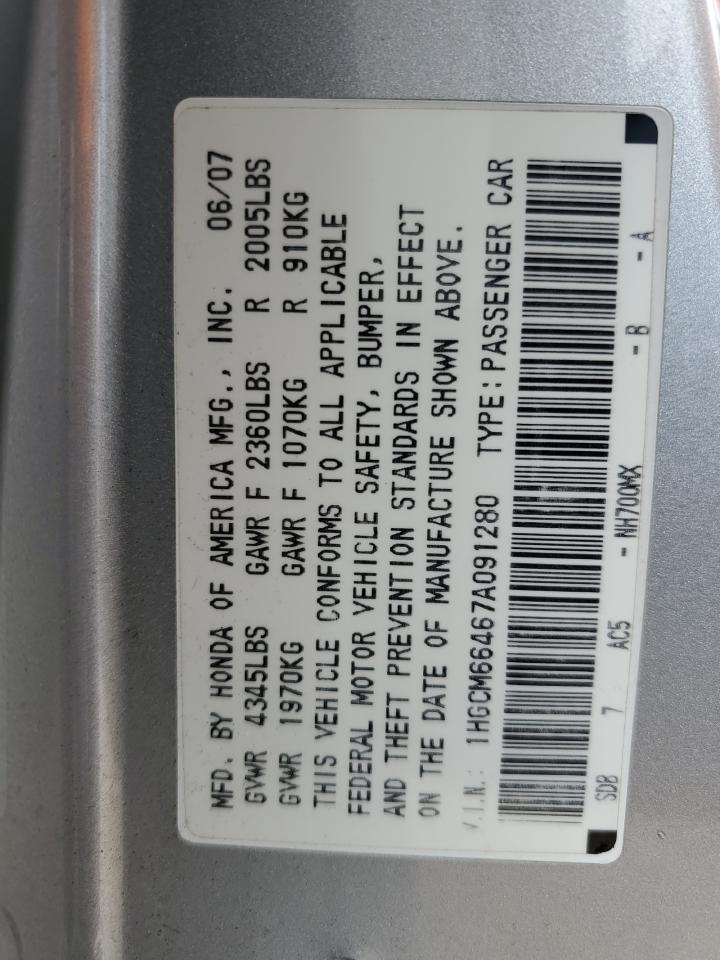 MFD. BY HONDA OF AMERICA MFG., INC. 06/07
GVWR 4345LBS GAWR F 2360LBS R 2005LBS
GVWR 1970KG GAWR F 1070KG R 910KG
THIS VEHICLE CONFORMS TO ALL APPLICABLE
FEDERAL MOTOR VEHICLE SAFETY, BUMPER,
AND THEFT PREVENTION STANDARDS IN EFFECT
ON THE DATE OF MANUFACTURE SHOWN ABOVE.
V.I.N.: 1HGCM66467A091280 TYPE:PASSENGER CAR
SDB 7 AC5 - NH700MX - B - A